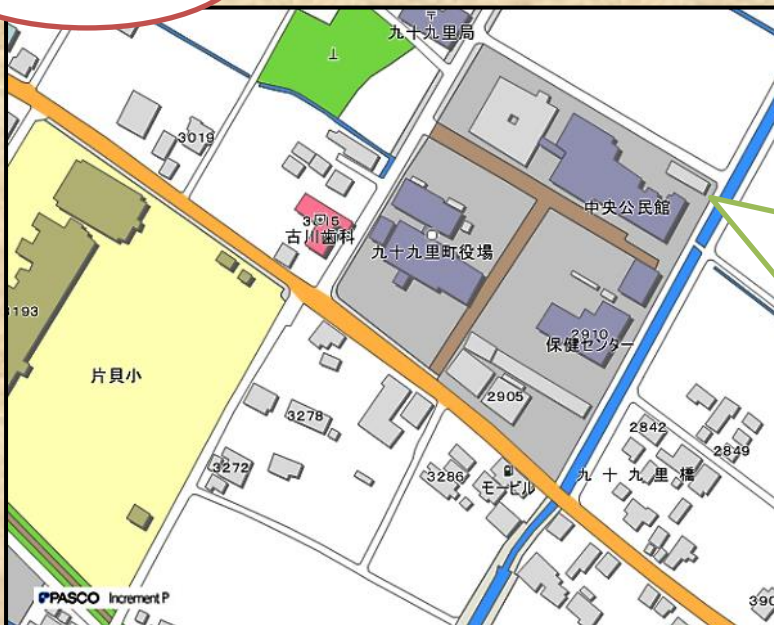 〒
九十九里局
3019
3015
古川歯科
中央公民館
九十九里町役場
3193
片貝小
2910
保健センター
2905
3278
2842
2849
3272
3286
モービル
九十九里橋
PASCO Increment P